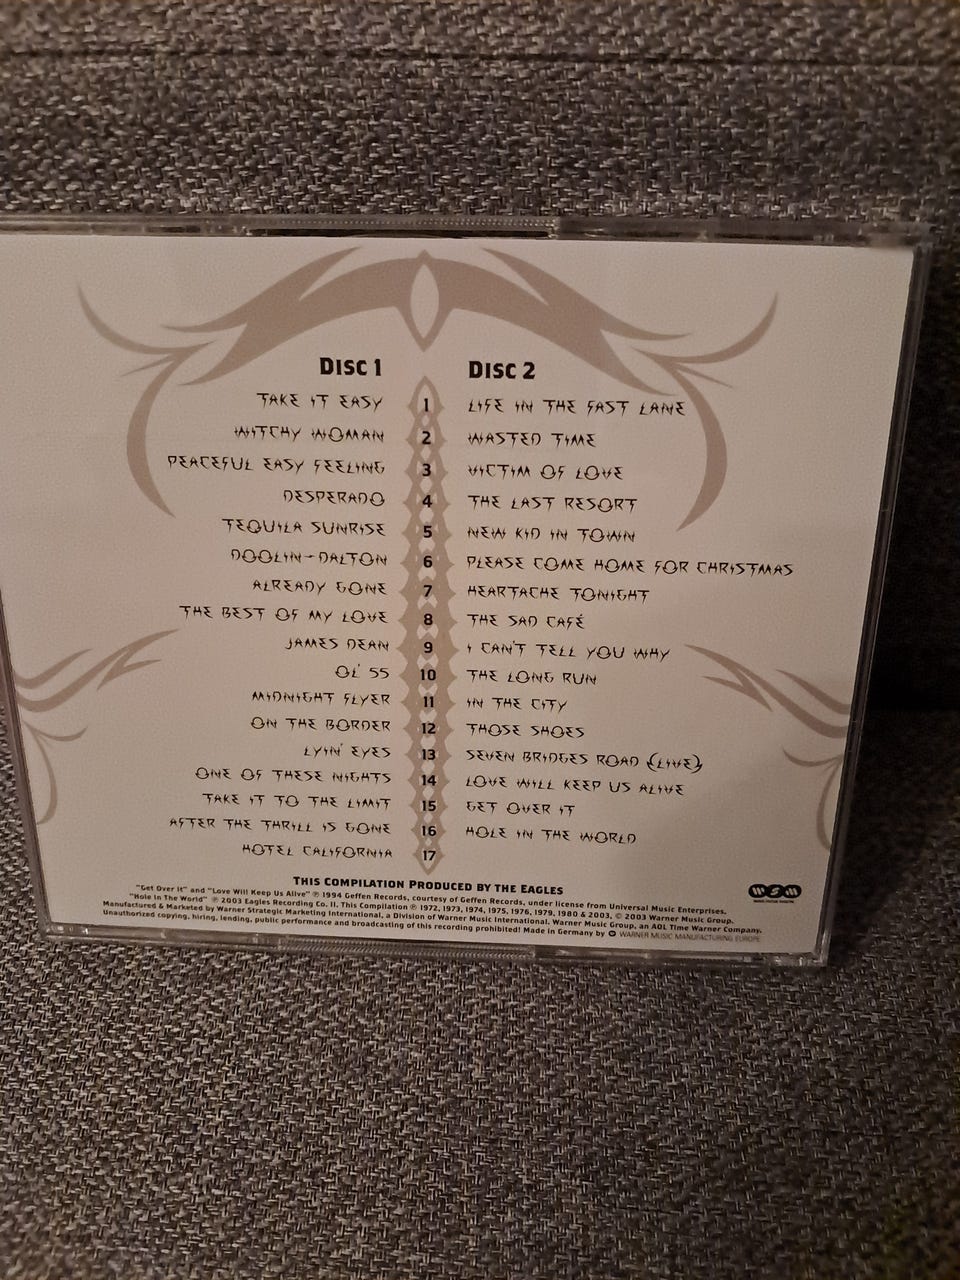 DISC 1
TAKE IT EASY 1
WITCHY WOMAN 2
PEACEFUL EASY FEELING 3
DESPERADO 4
TEQUILA SUNRISE 5
DOOLIN-DALTON 6
ALREADY GONE 7
THE BEST OF MY LOVE 8
JAMES DEAN 9
OL' 55 10
MIDNIGHT FLYER 11
ON THE BORDER 12
LYIN' EYES 13
ONE OF THESE NIGHTS 14
TAKE IT TO THE LIMIT 15
AFTER THE THRILL IS GONE 16
HOTEL CALIFORNIA 17
DISC 2
LIFE IN THE FAST LANE
WASTED TIME
VICTIM OF LOVE
THE LAST RESORT
NEW KID IN TOWN
PLEASE COME HOME FOR CHRISTMAS
HEARTACHE TONIGHT
THE SAD CAFÉ
I CAN'T TELL YOU WHY
THE LONG RUN
IN THE CITY
THOSE SHOES
SEVEN BRIDGES ROAD (LIVE)
LOVE WILL KEEP US ALIVE
GET OVER IT
HOLE IN THE WORLD
THIS COMPILATION PRODUCED BY THE EAGLES
"Get Over It" and "Love Will Keep Us Alive" ℗ 1994 Geffen Records, courtesy of Geffen Records, under license from Universal Music Enterprises.
"Hole In The World" ℗ 2003 Eagles Recording Co. II. This Compilation ℗ 1972, 1973, 1974, 1975, 1976, 1979, 1980 & 2003, © 2003 Warner Music Group.
Manufactured & Marketed by Warner Strategic Marketing International, a Division of Warner Music International. Warner Music Group, an AOL Time Warner Company.
Unauthorized copying, hiring, lending, public performance and broadcasting of this recording prohibited! Made in Germany by WARNER MUSIC MANUFACTURING EUROPE
WSM